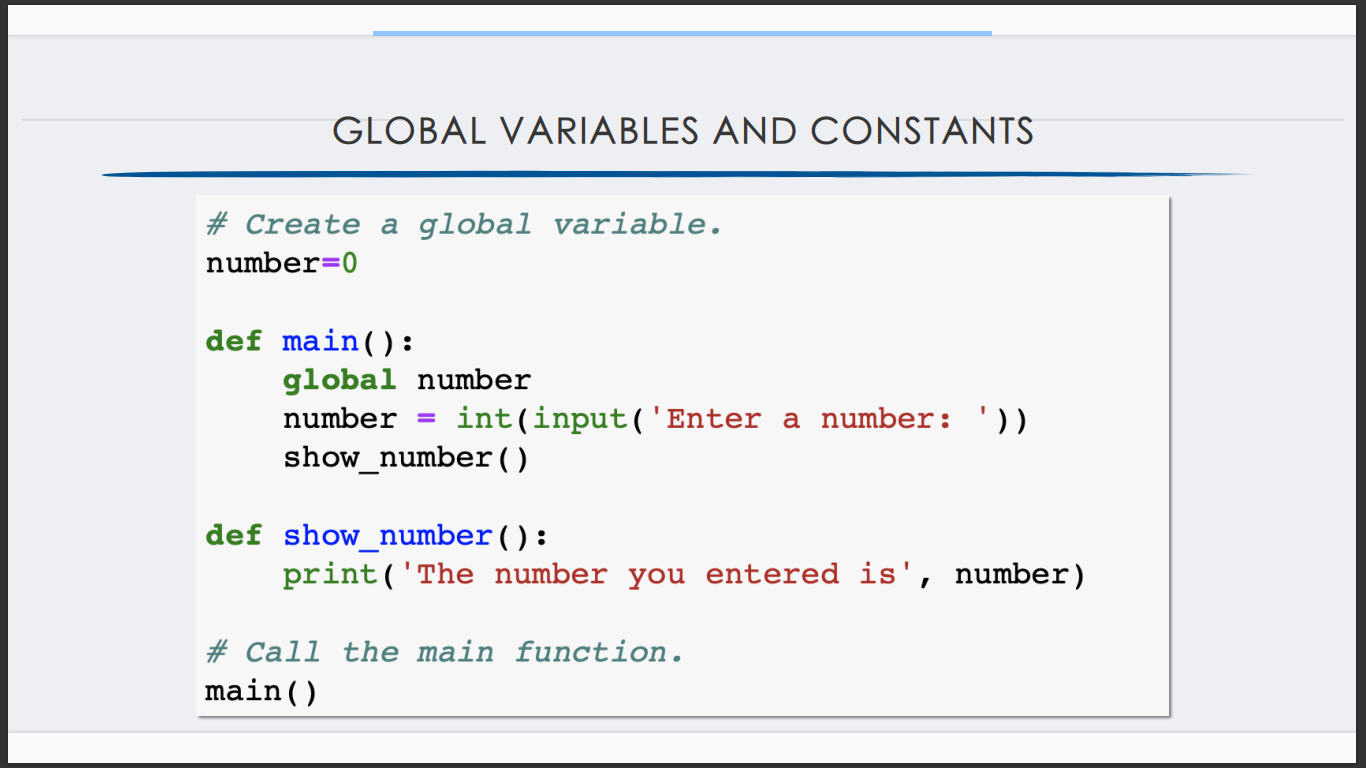 GLOBAL VARIABLES AND CONSTANTS
# Create a global variable.
number=0
def main():
    global number
    number = int(input('Enter a number: '))
    show_number()
def show_number():
    print('The number you entered is', number)
# Call the main function.
main()